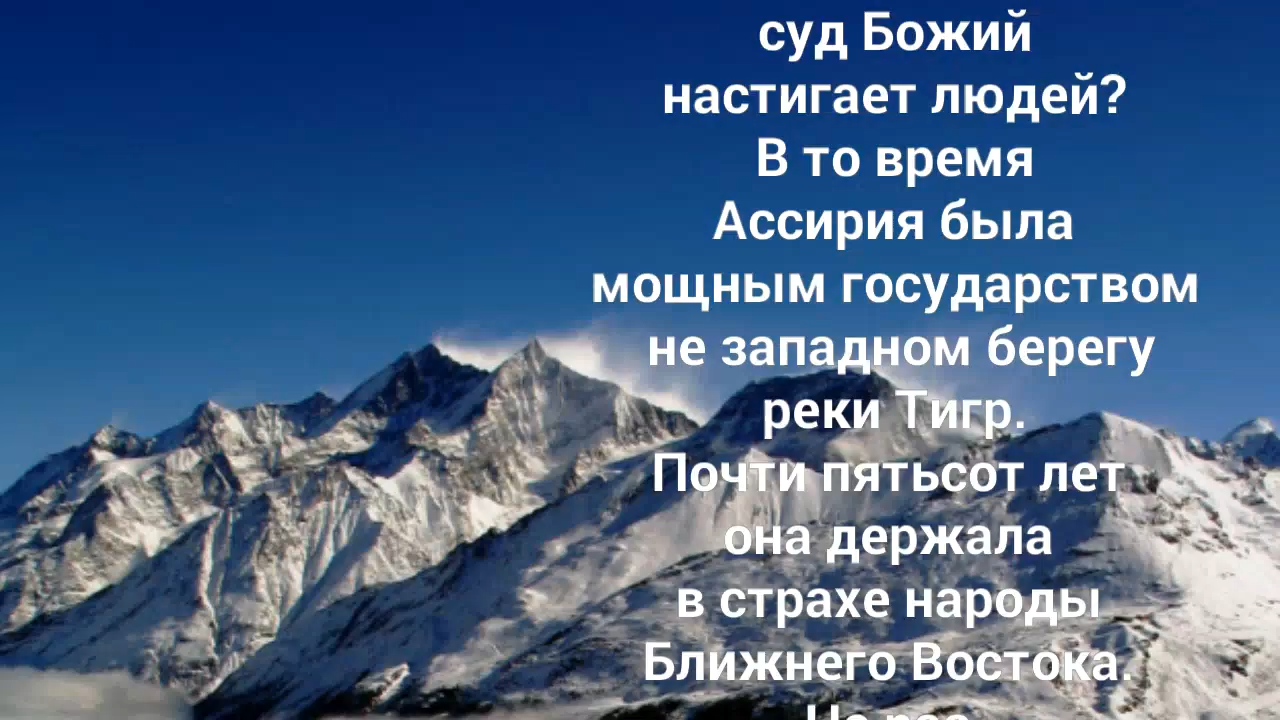 суд Божий
настигает людей?
В то время
Ассирия была
мощным государством
не западном берегу
реки Тигр.
Почти пятьсот лет
она держала
в страхе народы
Ближнего Востока.